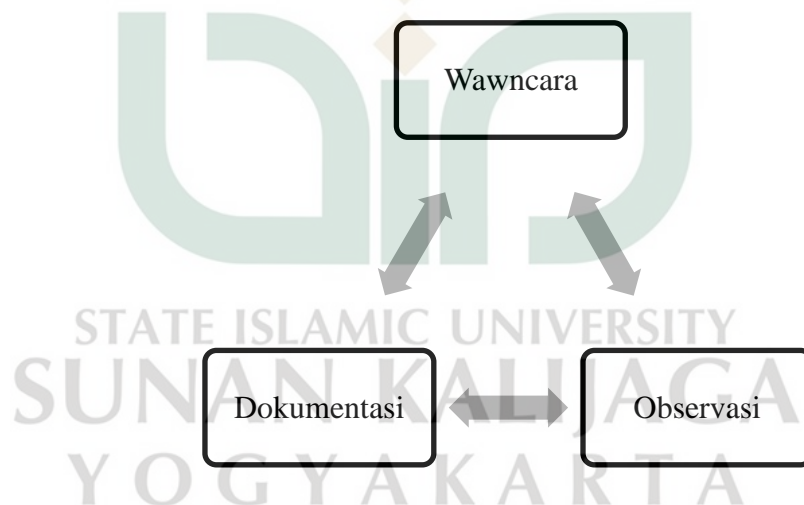 Wawncara
STATE ISLAMIC UNIVERSITY
SUNAN KALIJAGA
Dokumentasi
Observasi
YOGYAKARTA